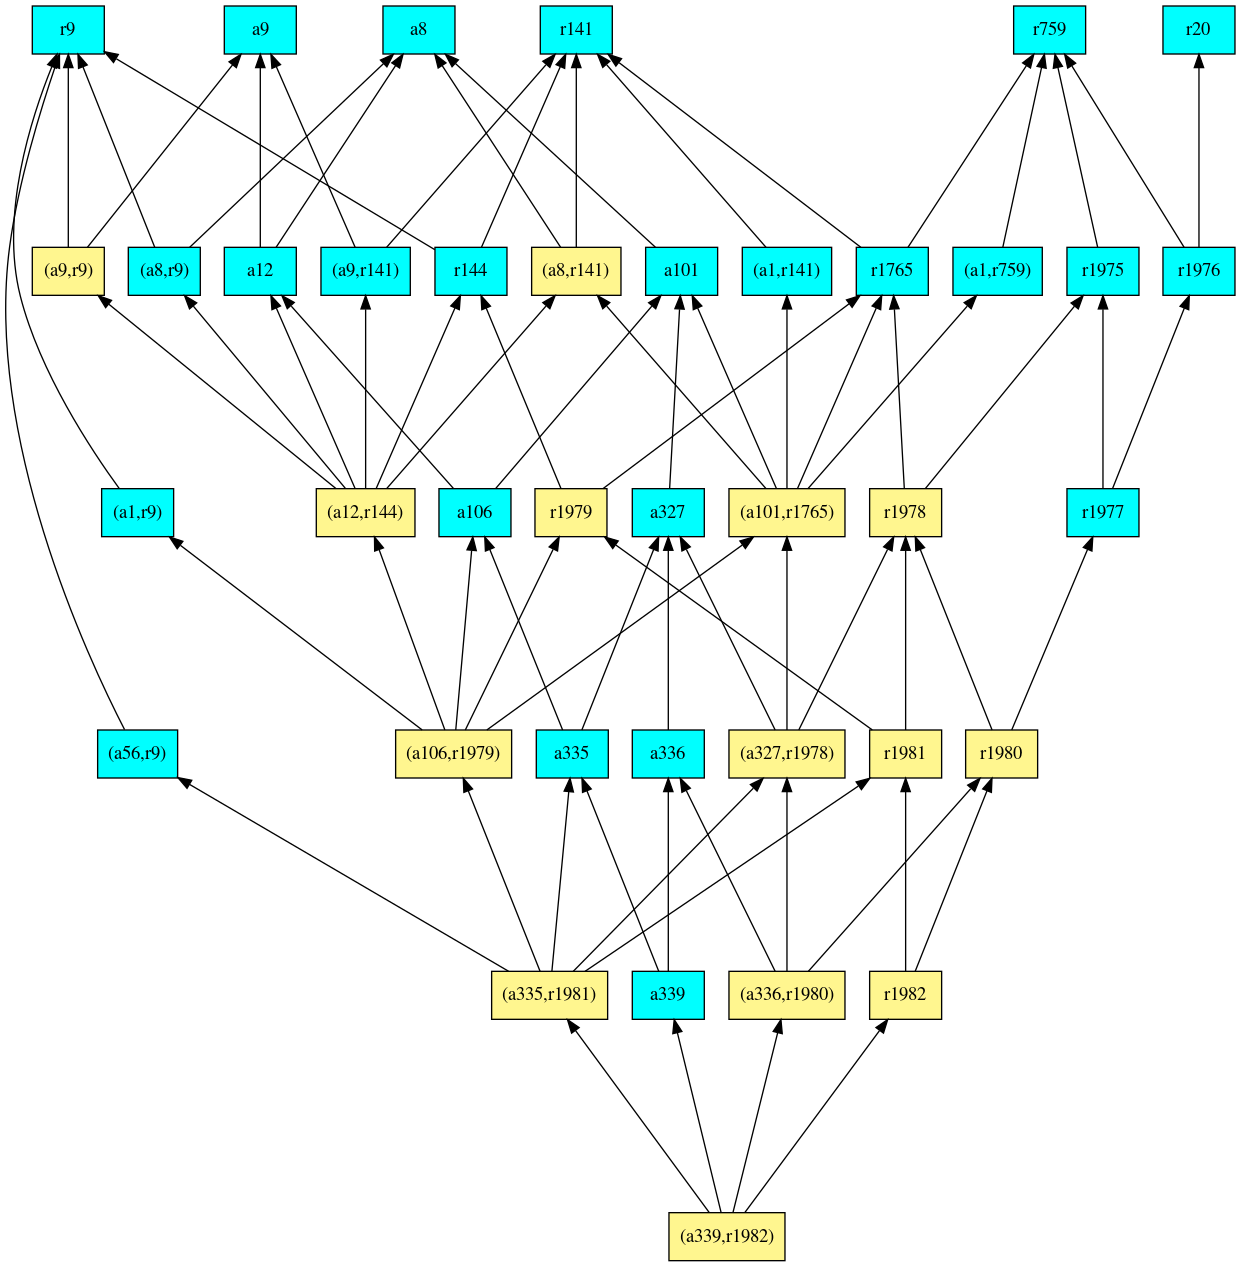 r9
a9
a8
r141
r759
r20
(a9,r9)
(a8,r9)
a12
(a9,r141)
r144
(a8,r141)
a101
(a1,r141)
r1765
(a1,r759)
r1975
r1976
(a1,r9)
(a12,r144)
a106
r1979
a327
(a101,r1765)
r1978
r1977
(a56,r9)
(a106,r1979)
a335
a336
(a327,r1978)
r1981
r1980
(a335,r1981)
a339
(a336,r1980)
r1982
(a339,r1982)